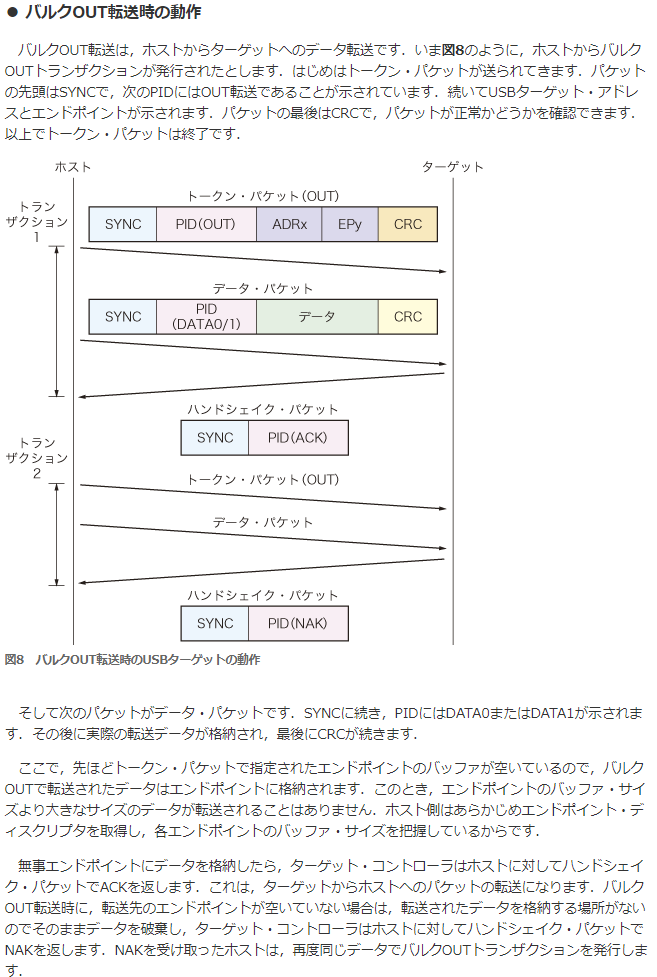 ● バルクOUT転送時の動作
バルクOUT転送は，ホストからターゲットへのデータ転送です．いま図8のように，ホストからバルク
OUTトランザクションが発行されたとします．はじめはトークン・パケットが送られてきます．パケット
の先頭はSYNCで，次のPIDにはOUT転送であることが示されています．続いてUSBターゲット・アドレ
スとエンドポイントが示されます．パケットの最後はCRCで，パケットが正常かどうかを確認できます．
以上でトークン・パケットは終了です．
ホスト
ターゲット
トラン
ザクション
1
トークン・パケット（OUT）
SYNC PID（OUT） ADRx EPy CRC
データ・パケット
SYNC PID
（DATA0/1） データ CRC
ハンドシェイク・パケット
SYNC PID（ACK）
トラン
ザクション
2
トークン・パケット（OUT）
データ・パケット
ハンドシェイク・パケット
SYNC PID（NAK）
図8　バルクOUT転送時のUSBターゲットの動作
そして次のパケットがデータ・パケットです．SYNCに続き，PIDにはDATA0またはDATA1が示されま
す．その後に実際の転送データが格納され，最後にCRCが続きます．
ここで，先ほどトークン・パケットで指定されたエンドポイントのバッファが空いているので，バルク
OUTで転送されたデータはエンドポイントに格納されます．このとき，エンドポイントのバッファ・サイ
ズより大きなサイズのデータが転送されることはありません．ホスト側はあらかじめエンドポイント・デ
ィスクリプタを取得し，各エンドポイントのバッファ・サイズを把握しているからです．
無事エンドポイントにデータを格納したら，ターゲット・コントローラはホストに対してハンドシェイ
ク・パケットでACKを返します．これは，ターゲットからホストへのパケットの転送になります．バルク
OUT転送時に，転送先のエンドポイントが空いていない場合は，転送されたデータを格納する場所がない
のでそのままデータを破棄し，ターゲット・コントローラはホストに対してハンドシェイク・パケットで
NAKを返します．NAKを受け取ったホストは，再度同じデータでバルクOUTトランザクションを発行しま
す．